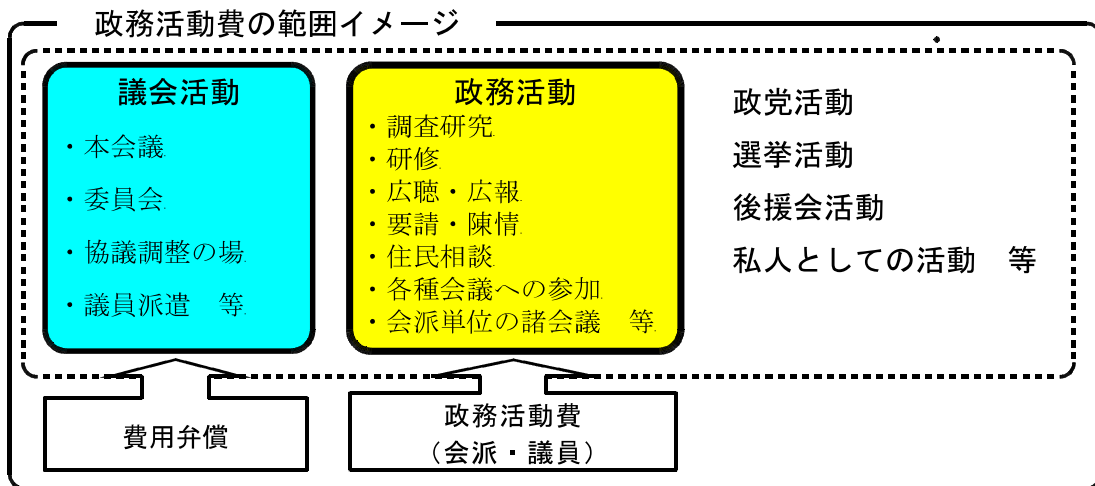 政務活動費の範囲イメージ
議会活動
・本会議
・委員会
・協議調整の場
・議員派遣　等
政務活動
・調査研究
・研修
・広聴・広報
・要請・陳情
・住民相談
・各種会議への参加
・会派単位の諸会議　等
政党活動
選挙活動
後援会活動
私人としての活動　等
費用弁償
政務活動費
（会派・議員）